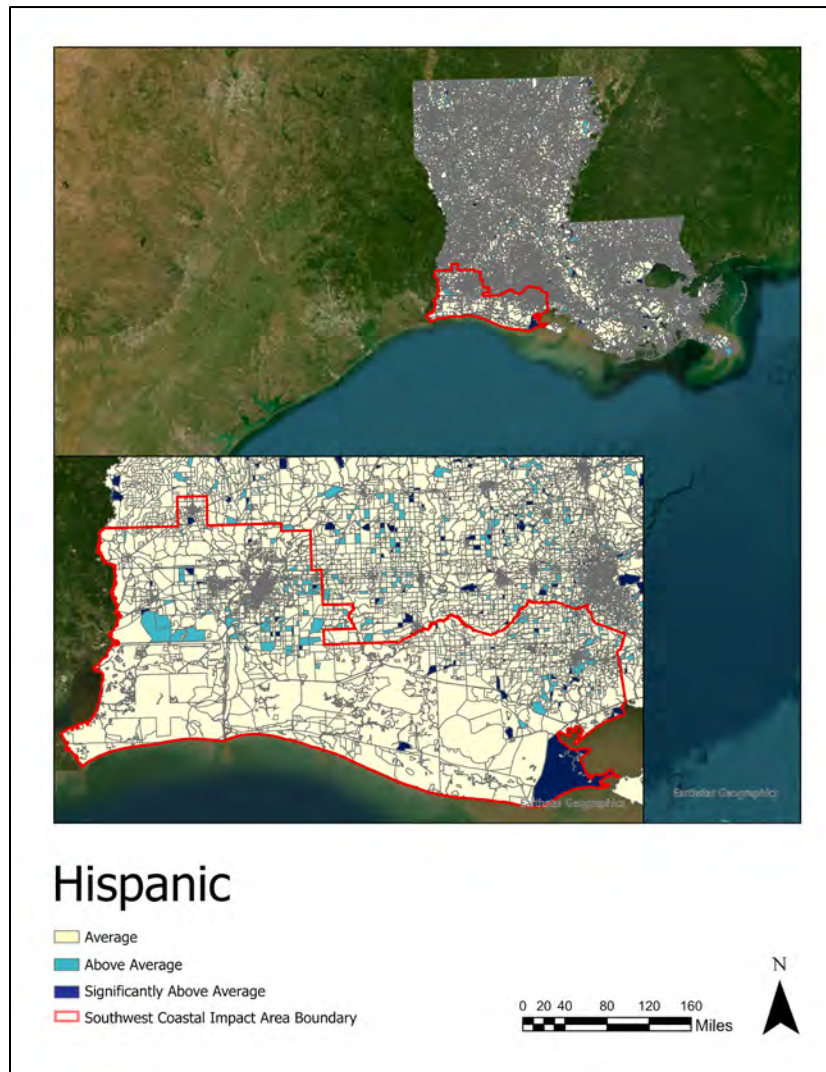 Earthstar Geographics
Earthstar Geographics
Hispanic
Average
Above Average
Significantly Above Average
Southwest Coastal Impact Area Boundary
N
0 20 40 80 120 160
Miles